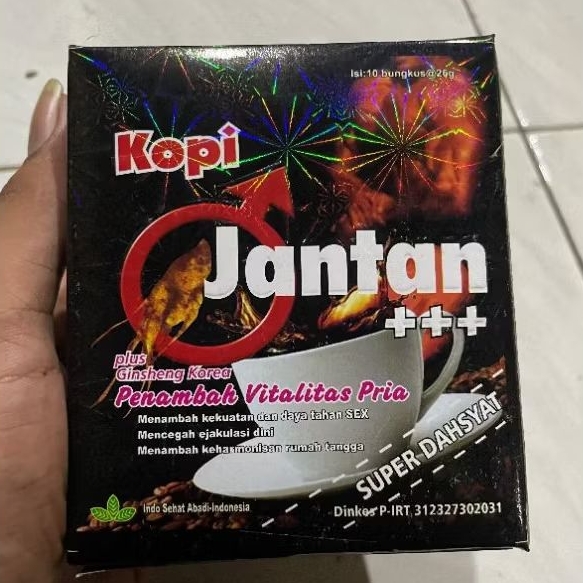 Isi:10 bungkus@26g
Kopi
Jantan
+++
plus
Ginsheng Korea
Penambah Vitalitas Pria
Menambah kekuatan dan daya tahan SEX
Mencegah ejakulasi dini
Menambah keharmonisan rumah tangga
SUPER DAHSYAT
Indo Sehat Abadi-Indonesia
Dinkes P-IRT 312327302031